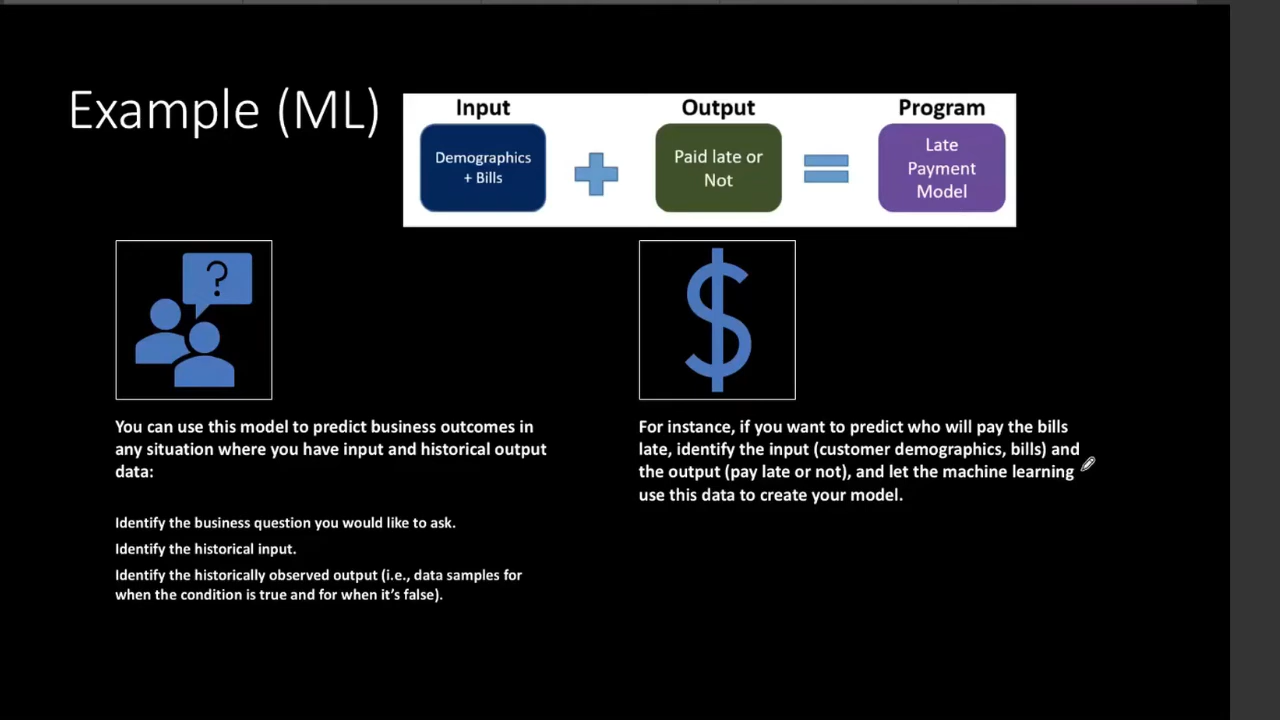 Example (ML)
Input
Output
Program
Demographics
+ Bills
Paid late or
Not
Late
Payment
Model
?
$
You can use this model to predict business outcomes in
any situation where you have input and historical output
data:
Identify the business question you would like to ask.
Identify the historical input.
Identify the historically observed output (i.e., data samples for
when the condition is true and for when it’s false).
For instance, if you want to predict who will pay the bills
late, identify the input (customer demographics, bills) and
the output (pay late or not), and let the machine learning
use this data to create your model.